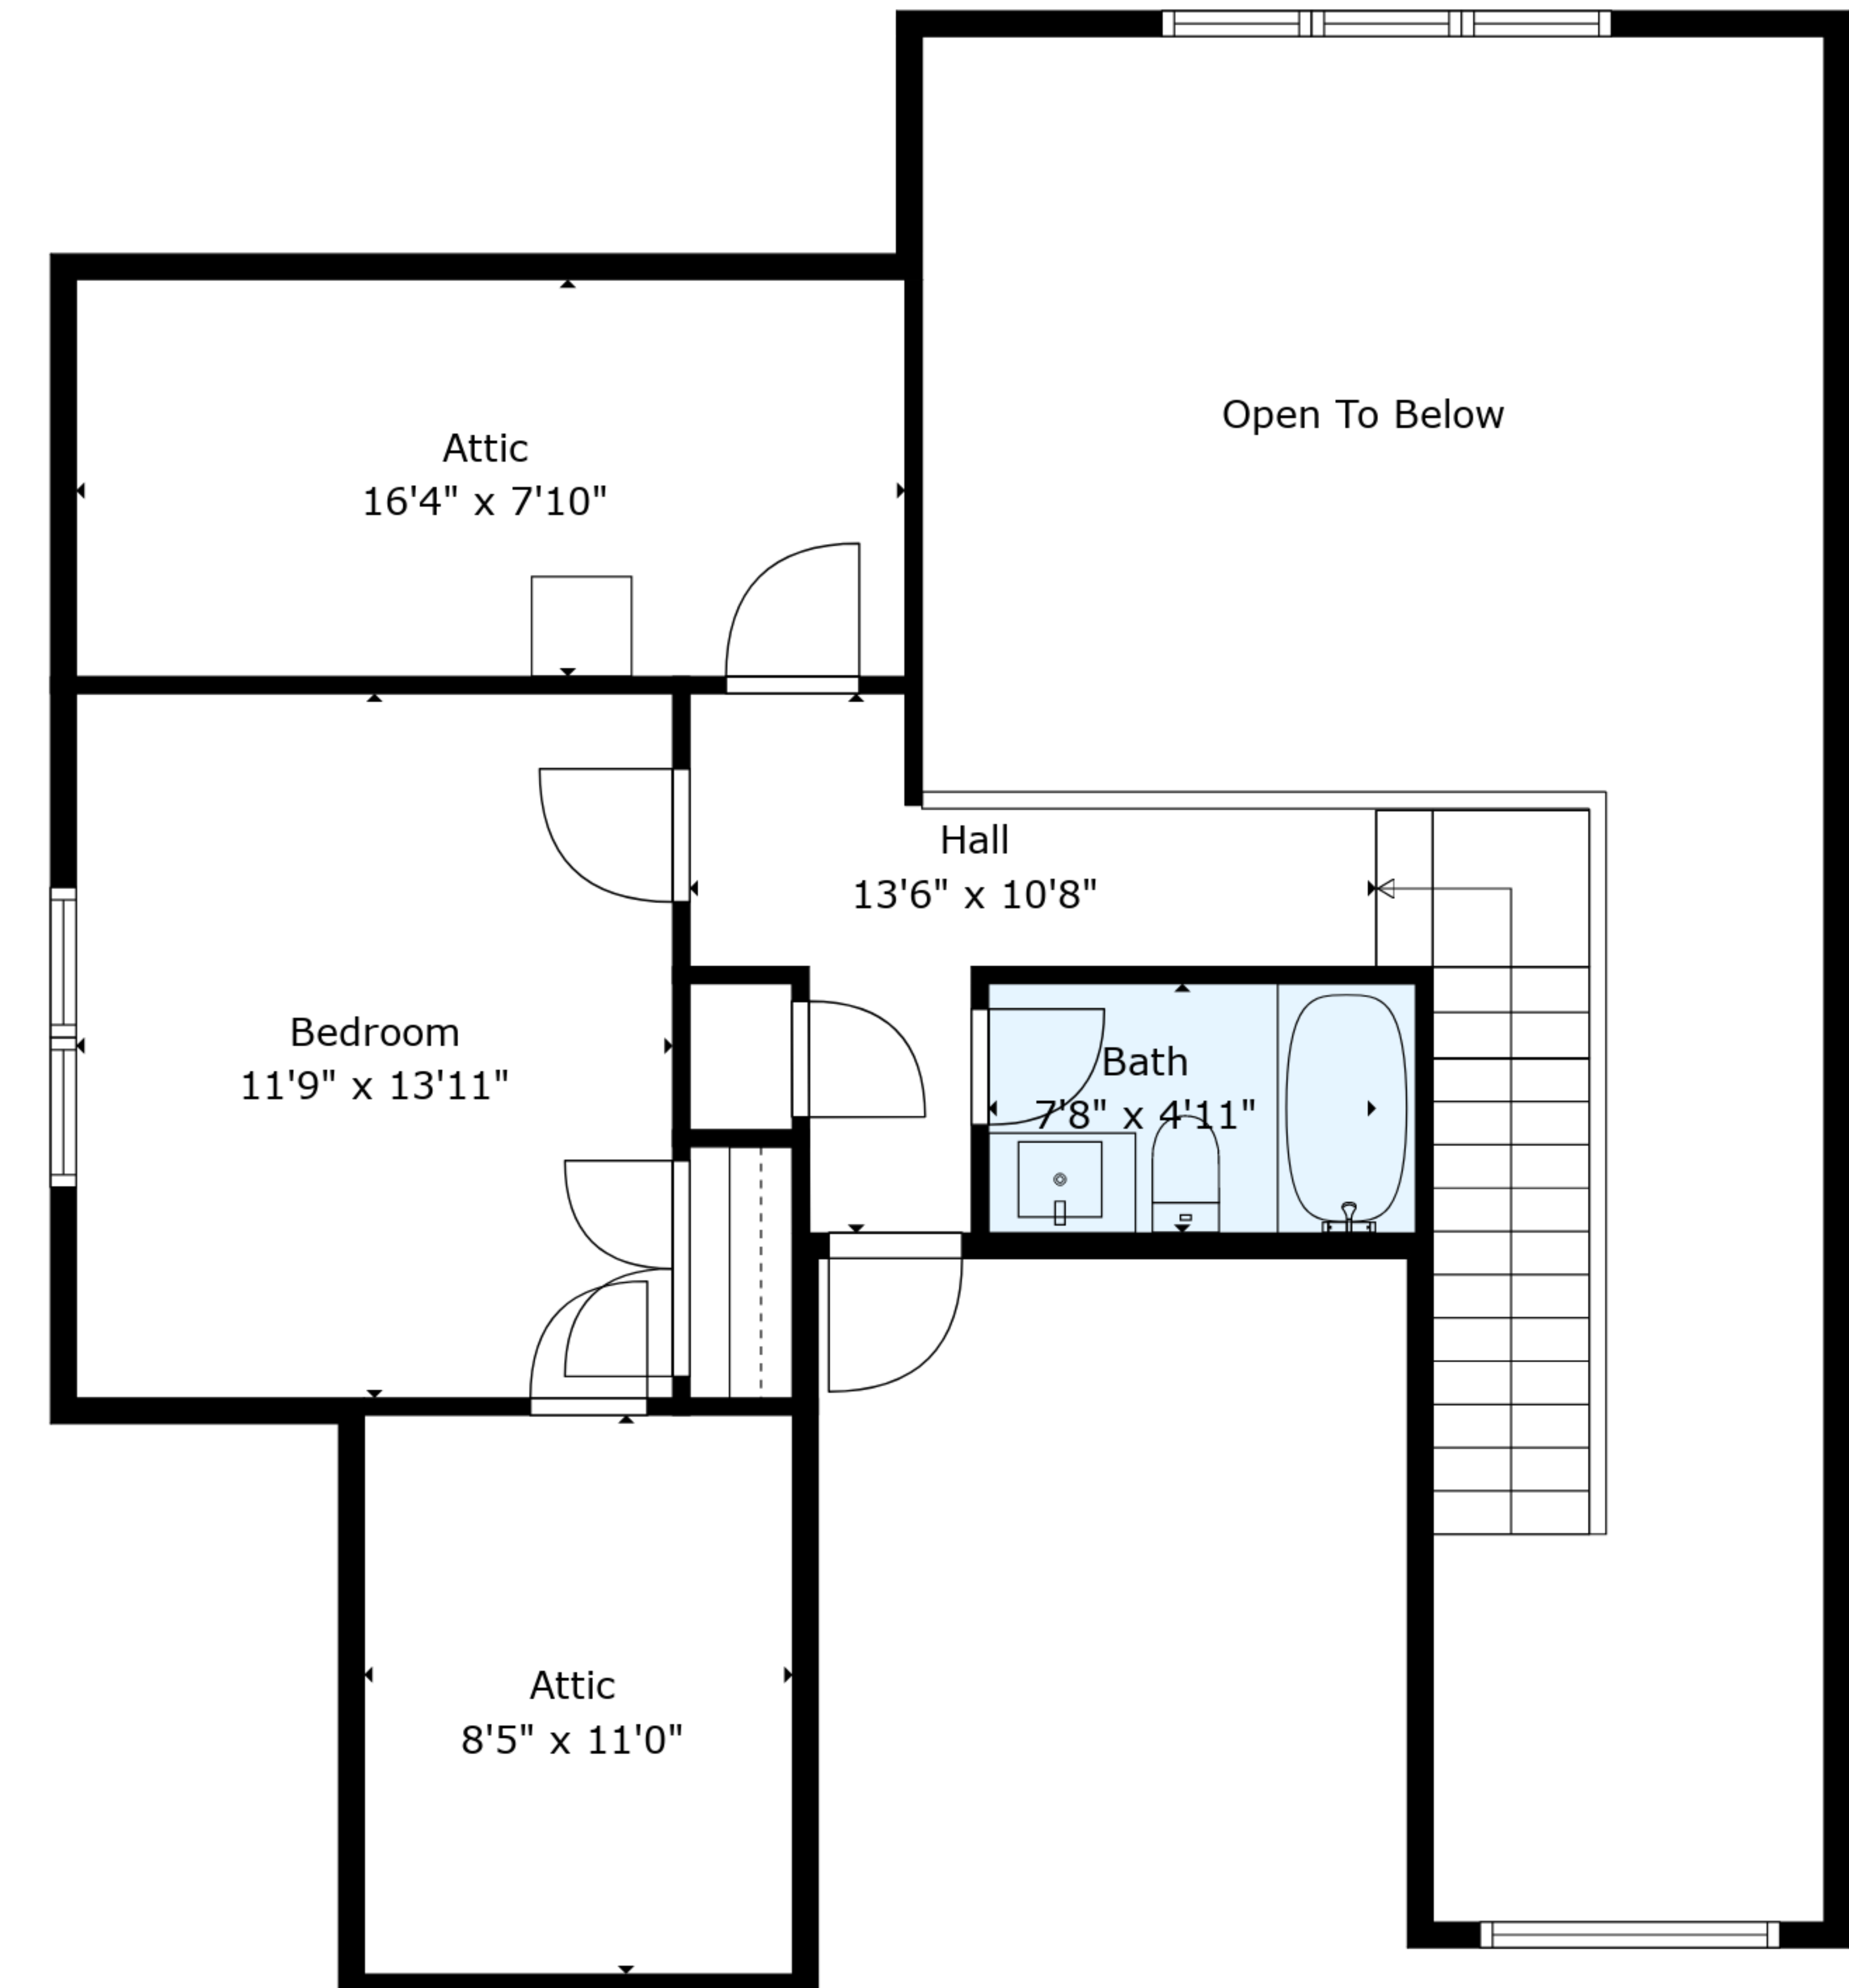 Open To Below
Attic
16'4" x 7'10"
Hall
13'6" x 10'8"
Bedroom
11'9" x 13'11"
Bath
7'8" x 4'11"
Attic
8'5" x 11'0"